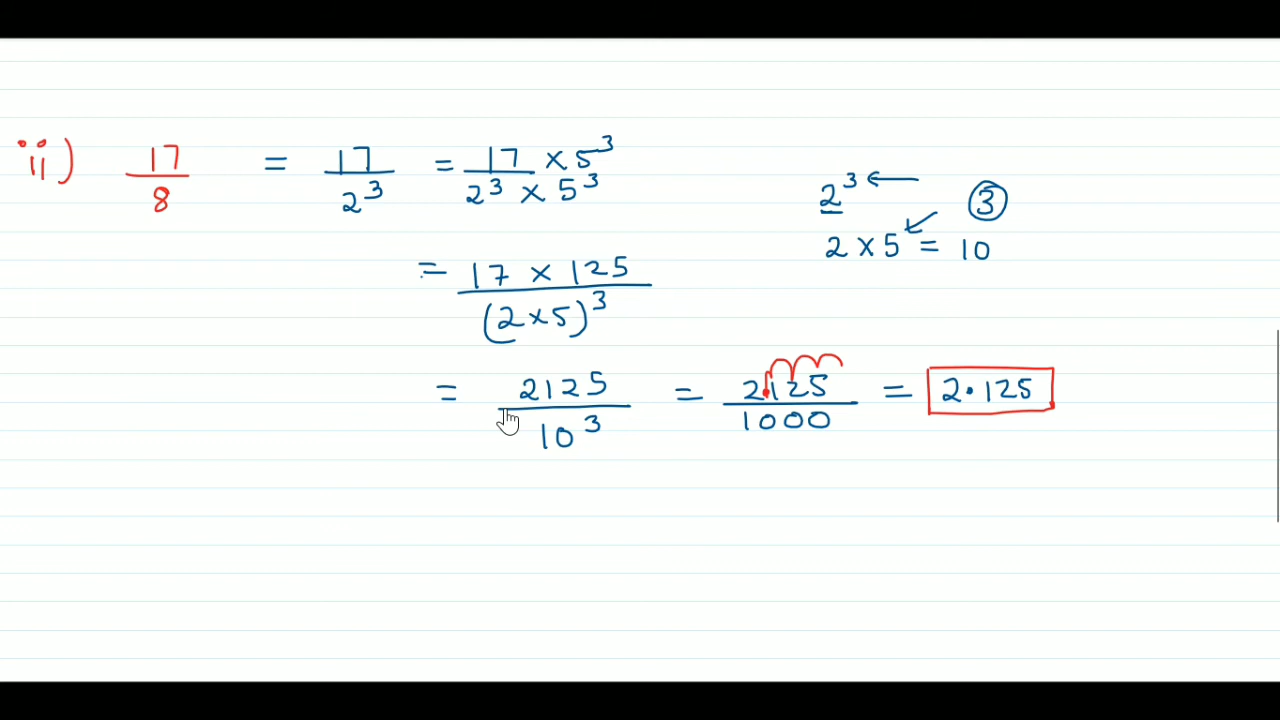 ii) 17/8 = 17/2³ = 17 × 5³/2³ × 5³
2³ ← ③
2 × 5 = 10
= 17 × 125/(2×5)³
= 2125/10³ = 2125/1000 = 2·125